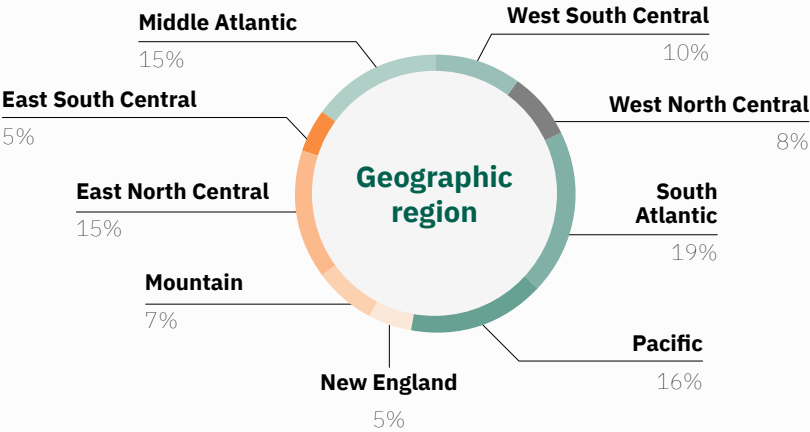 Middle Atlantic
15%
West South Central
10%
East South Central
5%
West North Central
8%
Geographic
region
East North Central
15%
South
Atlantic
19%
Mountain
7%
Pacific
16%
New England
5%